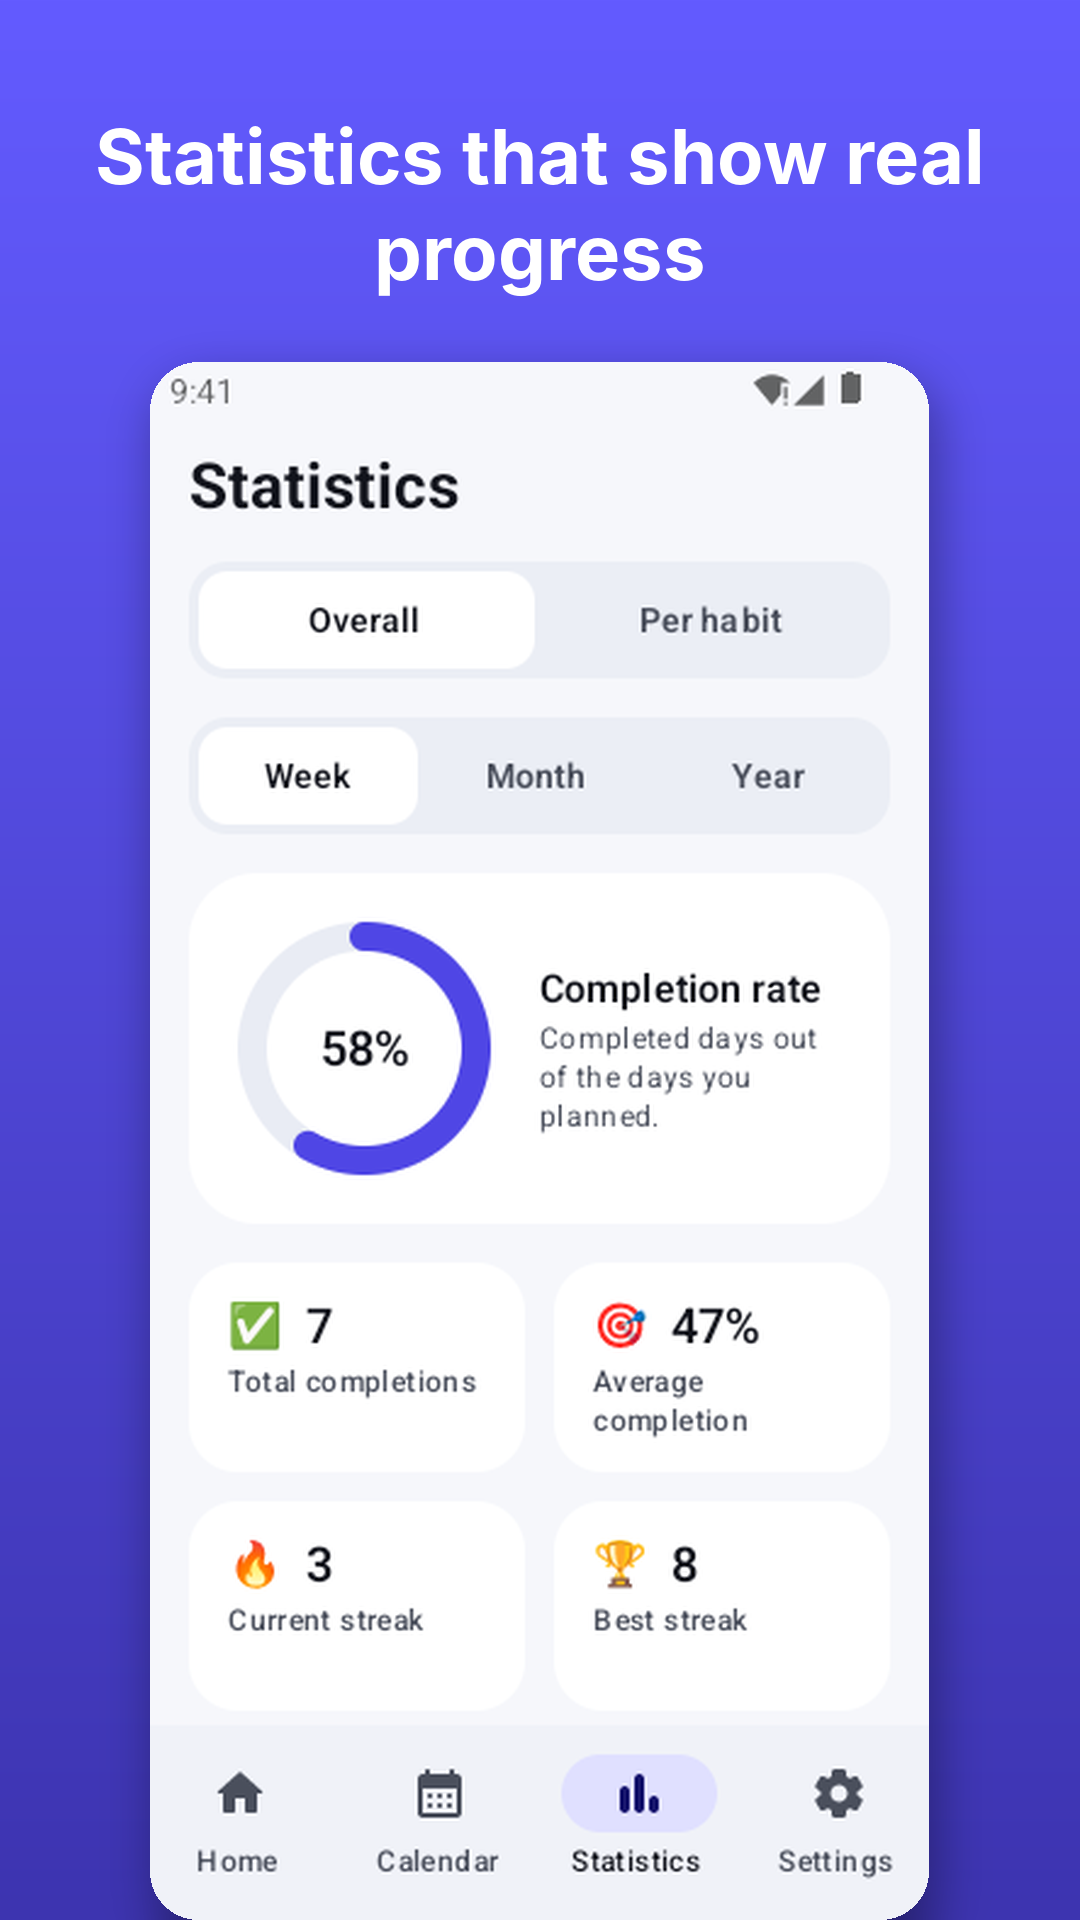 Statistics that show real
progress
9:41
Statistics
Overall
Per habit
Week
Month
Year
58%
Completion rate
Completed days out
of the days you
planned.
7
Total completions
47%
Average
completion
3
Current streak
8
Best streak
Home
Calendar
Statistics
Settings